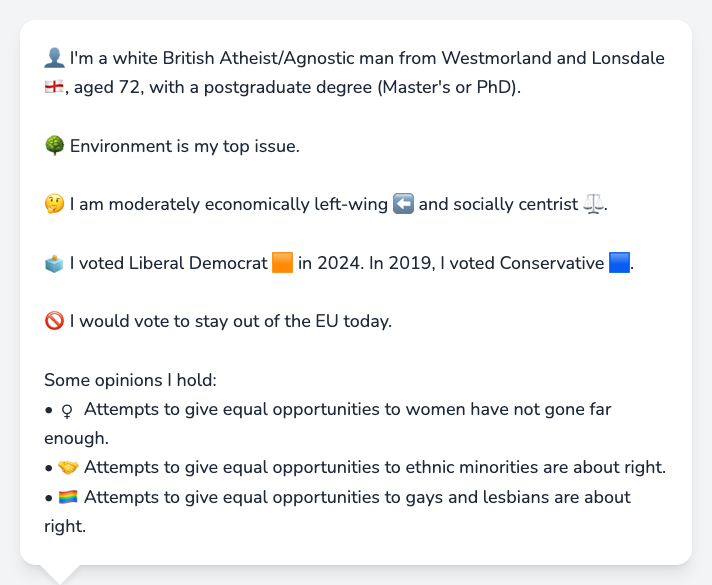 👤 I'm a white British Atheist/Agnostic man from Westmorland and Lonsdale
🏴󠁧󠁢󠁥󠁮󠁧󠁿, aged 72, with a postgraduate degree (Master's or PhD).
🌳 Environment is my top issue.
🤔 I am moderately economically left-wing ⬅️ and socially centrist ⚖️.
🗳️ I voted Liberal Democrat 🟧 in 2024. In 2019, I voted Conservative 🟦.
🚫 I would vote to stay out of the EU today.
Some opinions I hold:
• ♀ Attempts to give equal opportunities to women have not gone far
enough.
• 🤝 Attempts to give equal opportunities to ethnic minorities are about right.
• 🏳️‍🌈 Attempts to give equal opportunities to gays and lesbians are about
right.